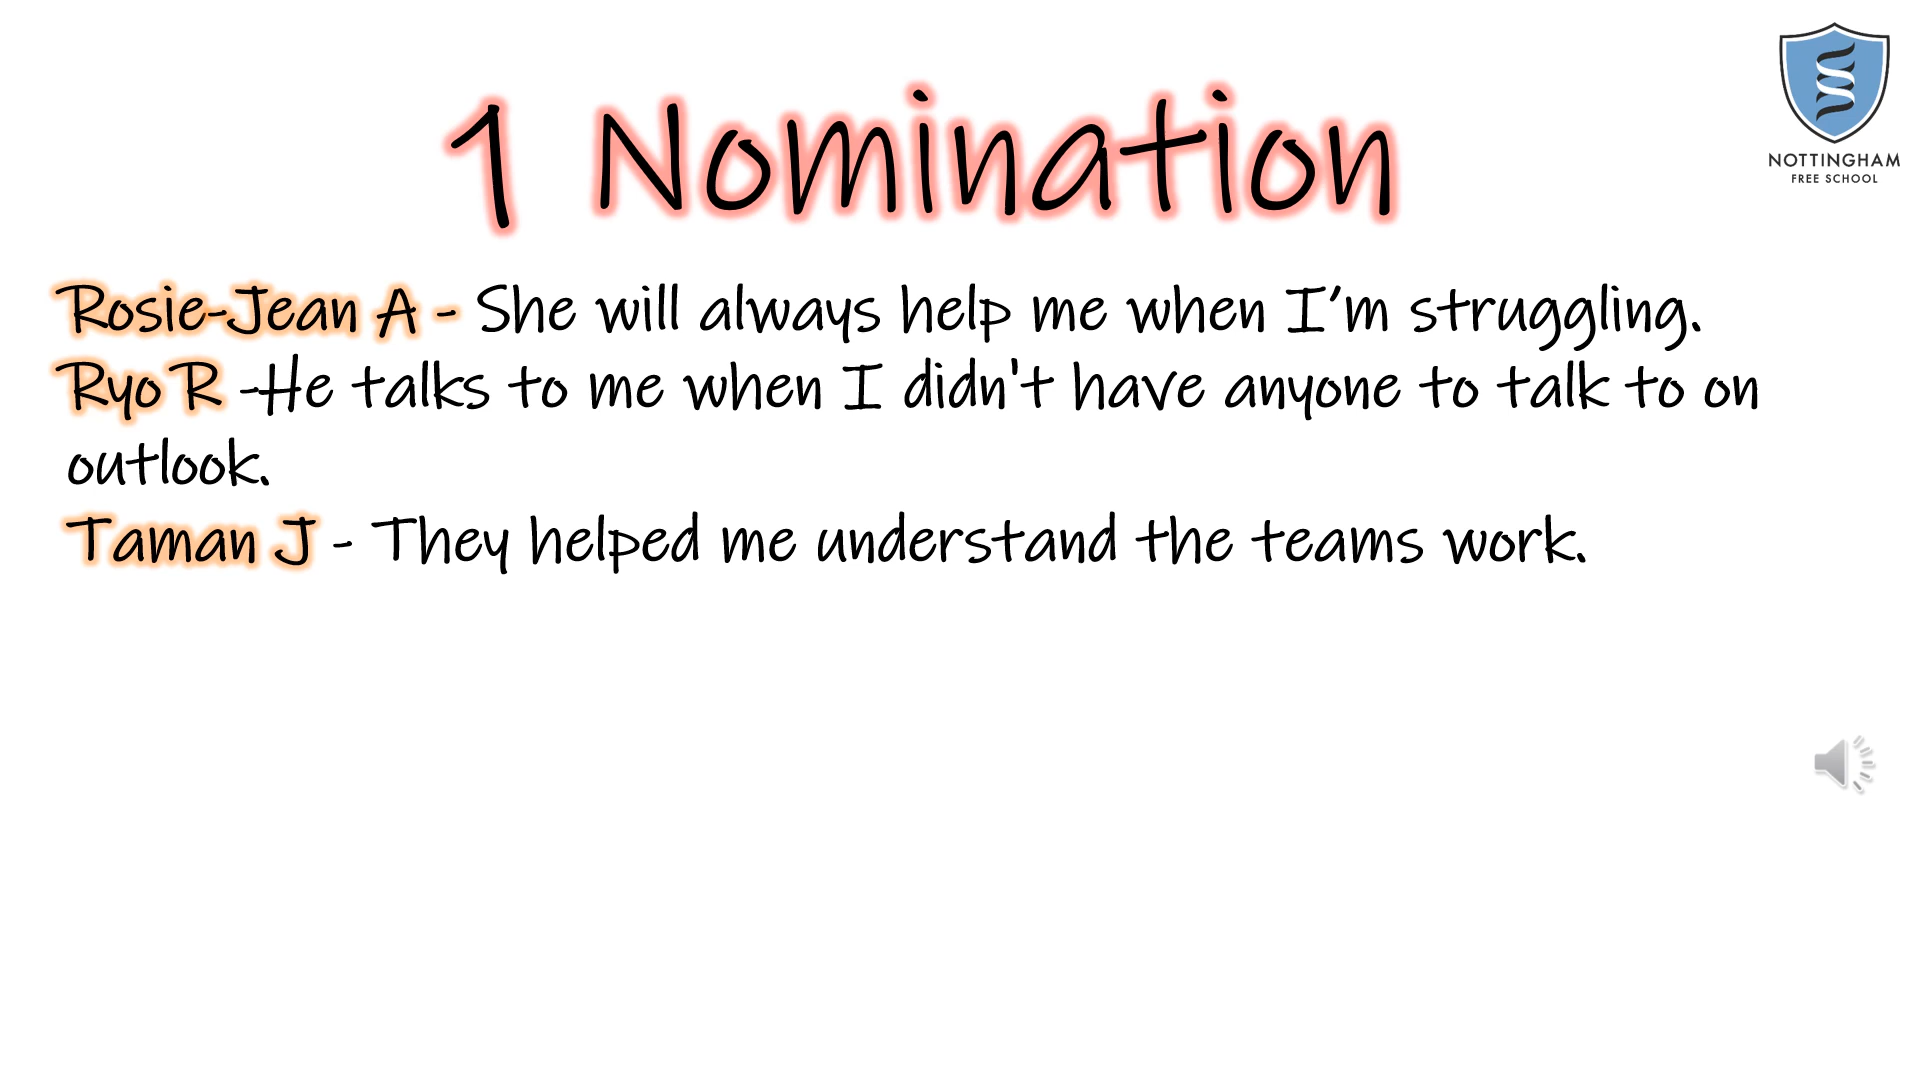 NOTTINGHAM
FREE SCHOOL
1 Nomination
Rosie-Jean A - She will always help me when I’m struggling.
Ryo R -He talks to me when I didn't have anyone to talk to on
outlook.
Taman J - They helped me understand the teams work.